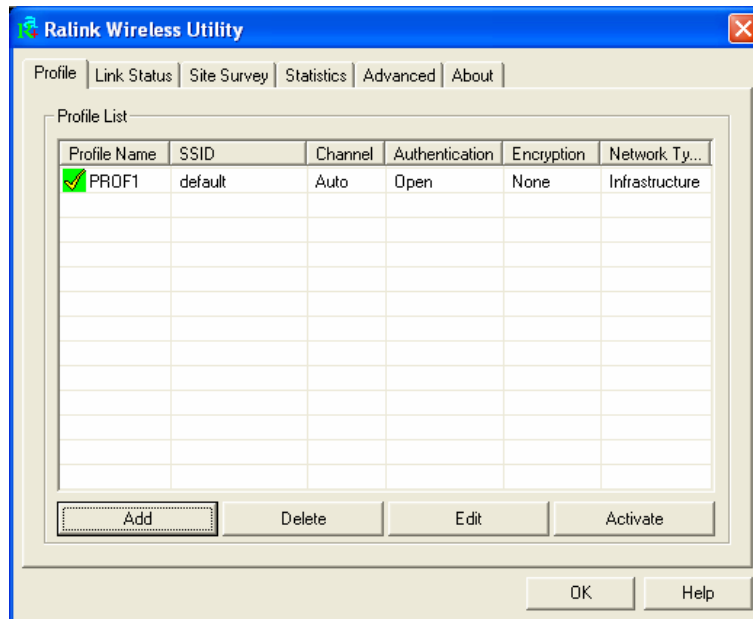 Ralink Wireless Utility
Profile Link Status Site Survey Statistics Advanced About
Profile List
Profile Name SSID Channel Authentication Encryption Network Ty...
PROF1 default Auto Open None Infrastructure
Add Delete Edit Activate
OK Help